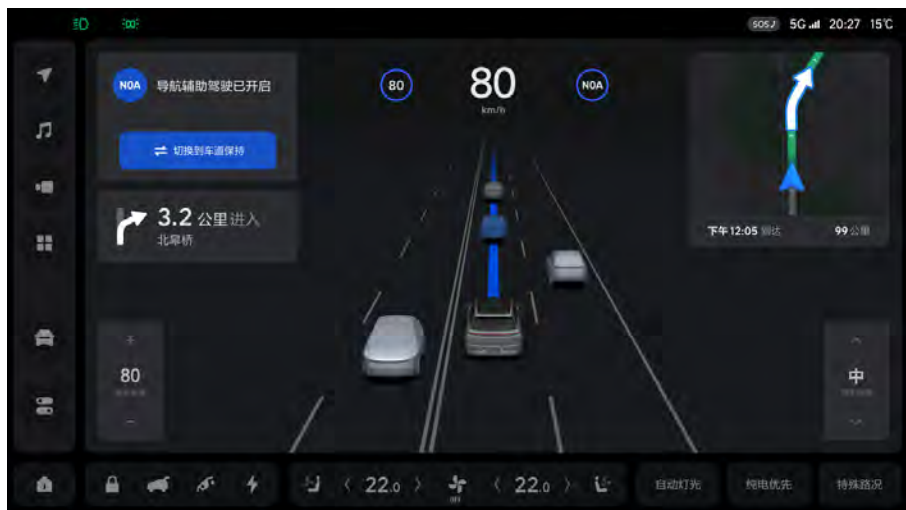 SOS 5G 20:27 15℃
NOA 导航辅助驾驶已开启
切换到车道保持
80
80
km/h
NOA
3.2 公里进入
北皋桥
下午12:05 到达 99公里
+
80
-
中
22.0
OFF
22.0
自动灯光
纯电优先
特殊路况